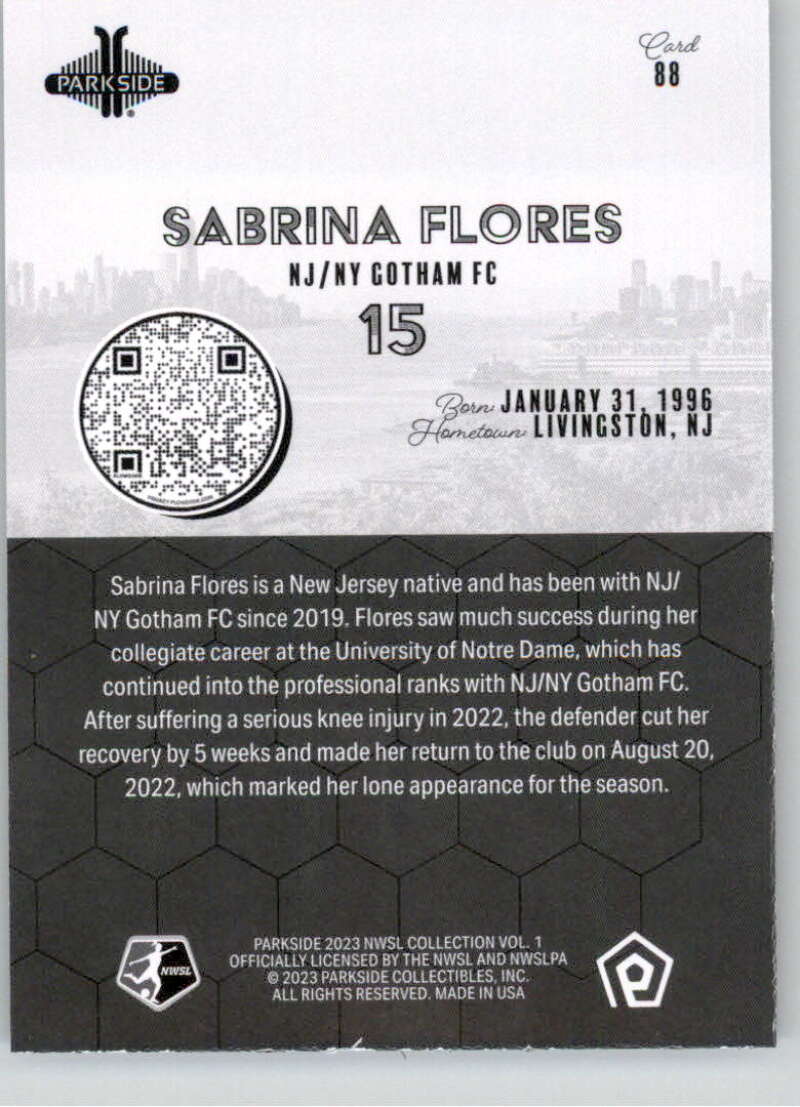 PARKSIDE
Card
88
SABRINA FLORES
NJ/NY GOTHAM FC
15
Born: JANUARY 31, 1996
Hometown: LIVINGSTON, NJ
Sabrina Flores is a New Jersey native and has been with NJ/
NY Gotham FC since 2019. Flores saw much success during her
collegiate career at the University of Notre Dame, which has
continued into the professional ranks with NJ/NY Gotham FC.
After suffering a serious knee injury in 2022, the defender cut her
recovery by 5 weeks and made her return to the club on August 20,
2022, which marked her lone appearance for the season.
NWSL
PARKSIDE 2023 NWSL COLLECTION VOL. 1
OFFICIALLY LICENSED BY THE NWSL AND NWSLPA
© 2023 PARKSIDE COLLECTIBLES, INC.
ALL RIGHTS RESERVED. MADE IN USA